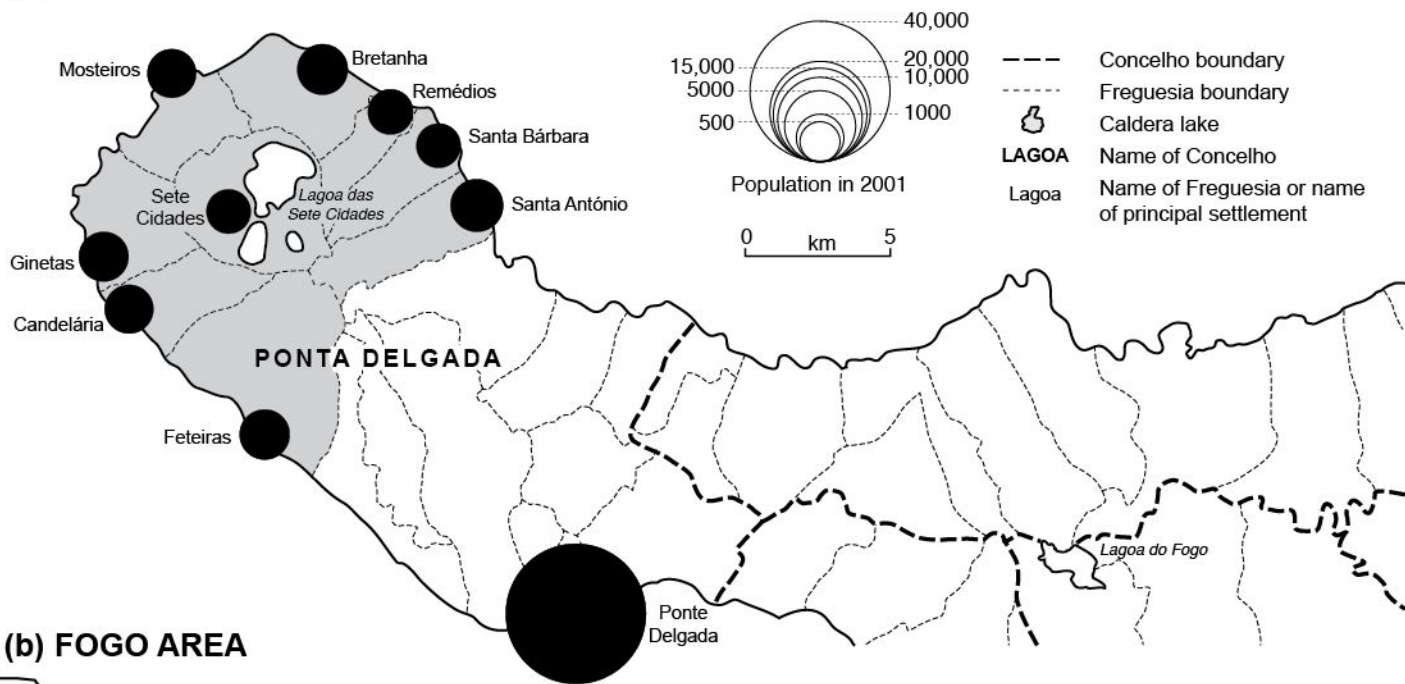 Mosteiros
Bretanha
Remédios
Santa Bárbara
Sete
Cidades
Lagoa das
Sete Cidades
Santa António
Ginetas
Candelária
PONTA DELGADA
Feteiras
Ponte
Delgada
Lagoa do Fogo
40,000
20,000
15,000
10,000
5000
1000
500
Population in 2001
0
5
km
Concelho boundary
Freguesia boundary
Caldera lake
LAGOA
Name of Concelho
Lagoa
Name of Freguesia or name
of principal settlement
(b) FOGO AREA